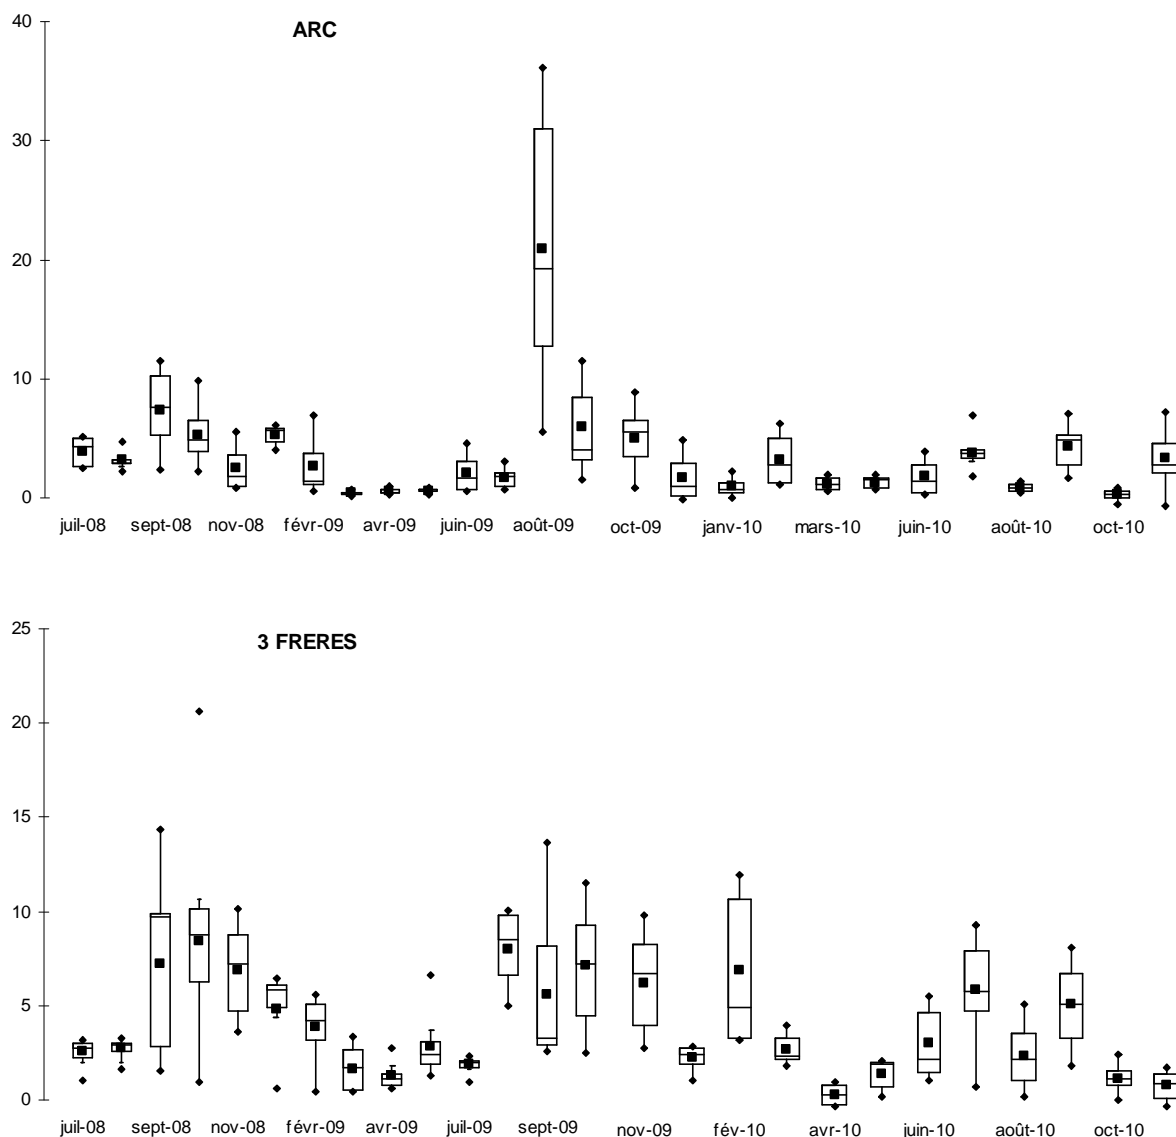 ARC
40
30
20
10
0
juil-08 sept-08 nov-08 févr-09 avr-09 juin-09 août-09 oct-09 janv-10 mars-10 juin-10 août-10 oct-10
3 FRERES
25
20
15
10
5
0
juil-08 sept-08 nov-08 févr-09 avr-09 juil-09 sept-09 nov-09 fév-10 avr-10 juin-10 août-10 oct-10